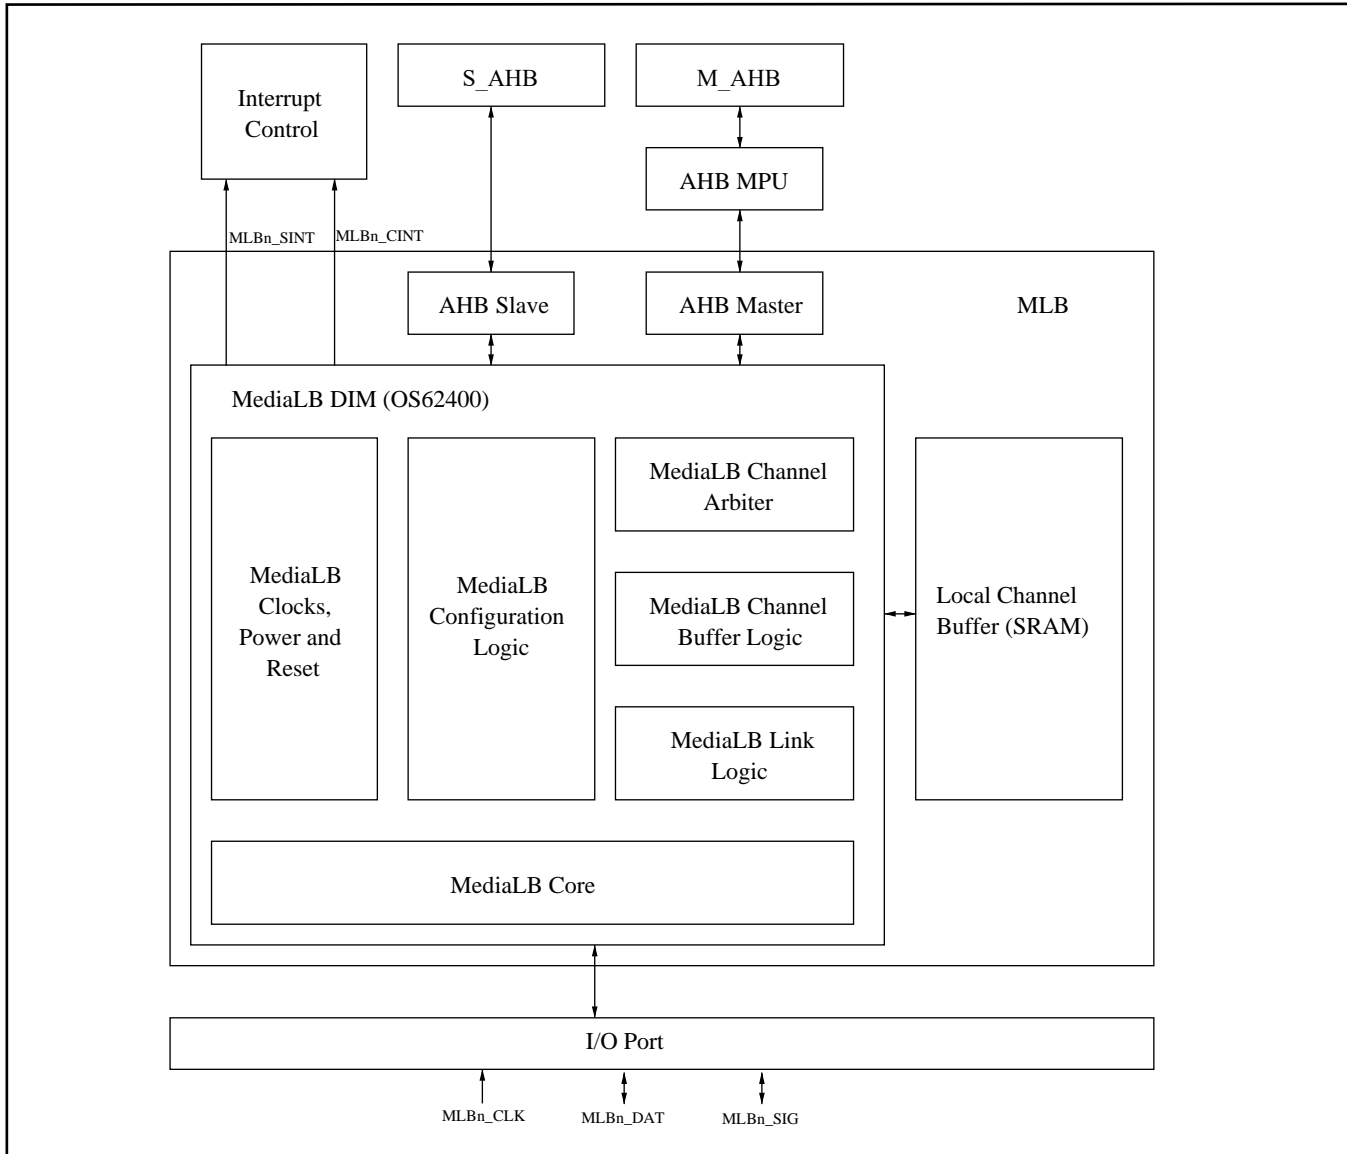 Interrupt
Control
S_AHB
M_AHB
AHB MPU
MLBn_SINT
MLBn_CINT
AHB Slave
AHB Master
MLB
MediaLB DIM (OS62400)
MediaLB
Clocks,
Power and
Reset
MediaLB
Configuration
Logic
MediaLB Channel
Arbiter
MediaLB Channel
Buffer Logic
MediaLB Link
Logic
Local Channel
Buffer (SRAM)
MediaLB Core
I/O Port
MLBn_CLK
MLBn_DAT
MLBn_SIG